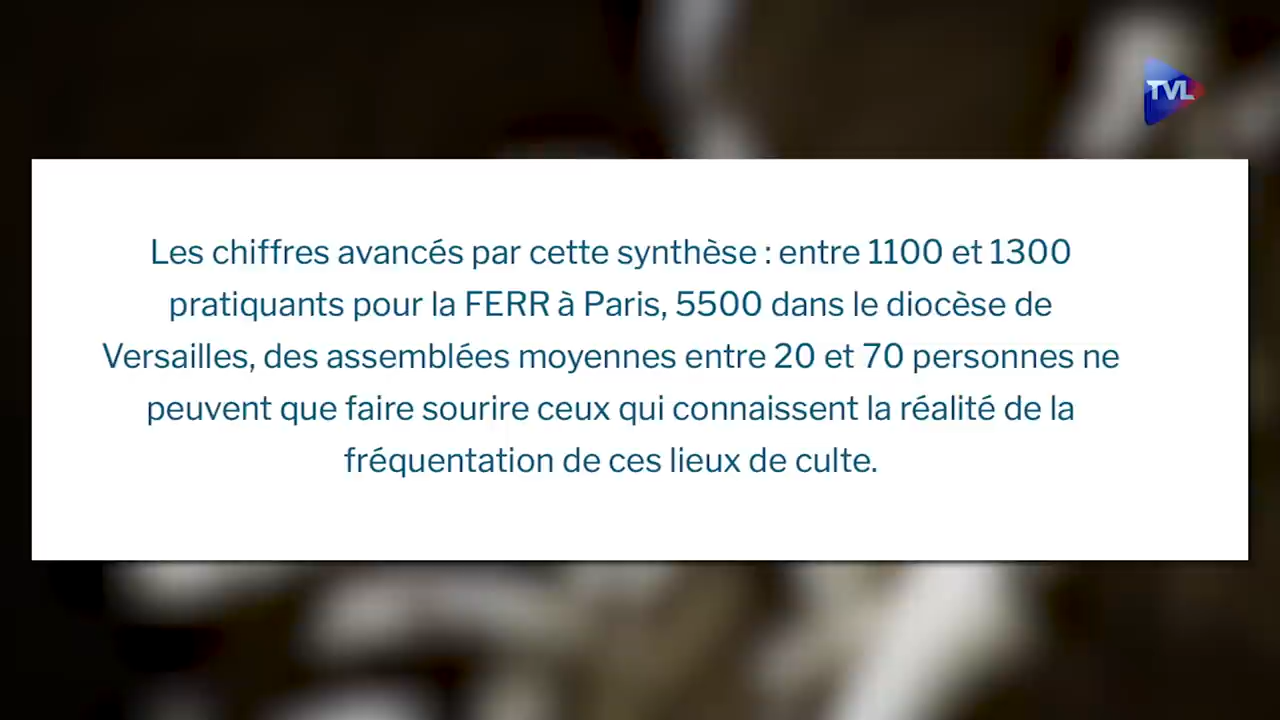 TVL
Les chiffres avancés par cette synthèse : entre 1100 et 1300
pratiquants pour la FERR à Paris, 5500 dans le diocèse de
Versailles, des assemblées moyennes entre 20 et 70 personnes ne
peuvent que faire sourire ceux qui connaissent la réalité de la
fréquentation de ces lieux de culte.